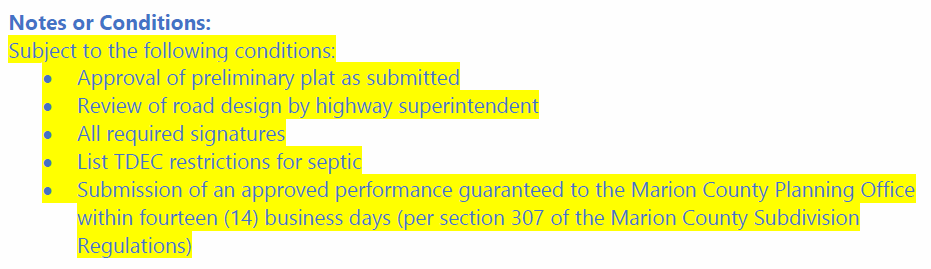 Notes or Conditions:
Subject to the following conditions:
• Approval of preliminary plat as submitted
• Review of road design by highway superintendent
• All required signatures
• List TDEC restrictions for septic
• Submission of an approved performance guaranteed to the Marion County Planning Office
within fourteen (14) business days (per section 307 of the Marion County Subdivision
Regulations)